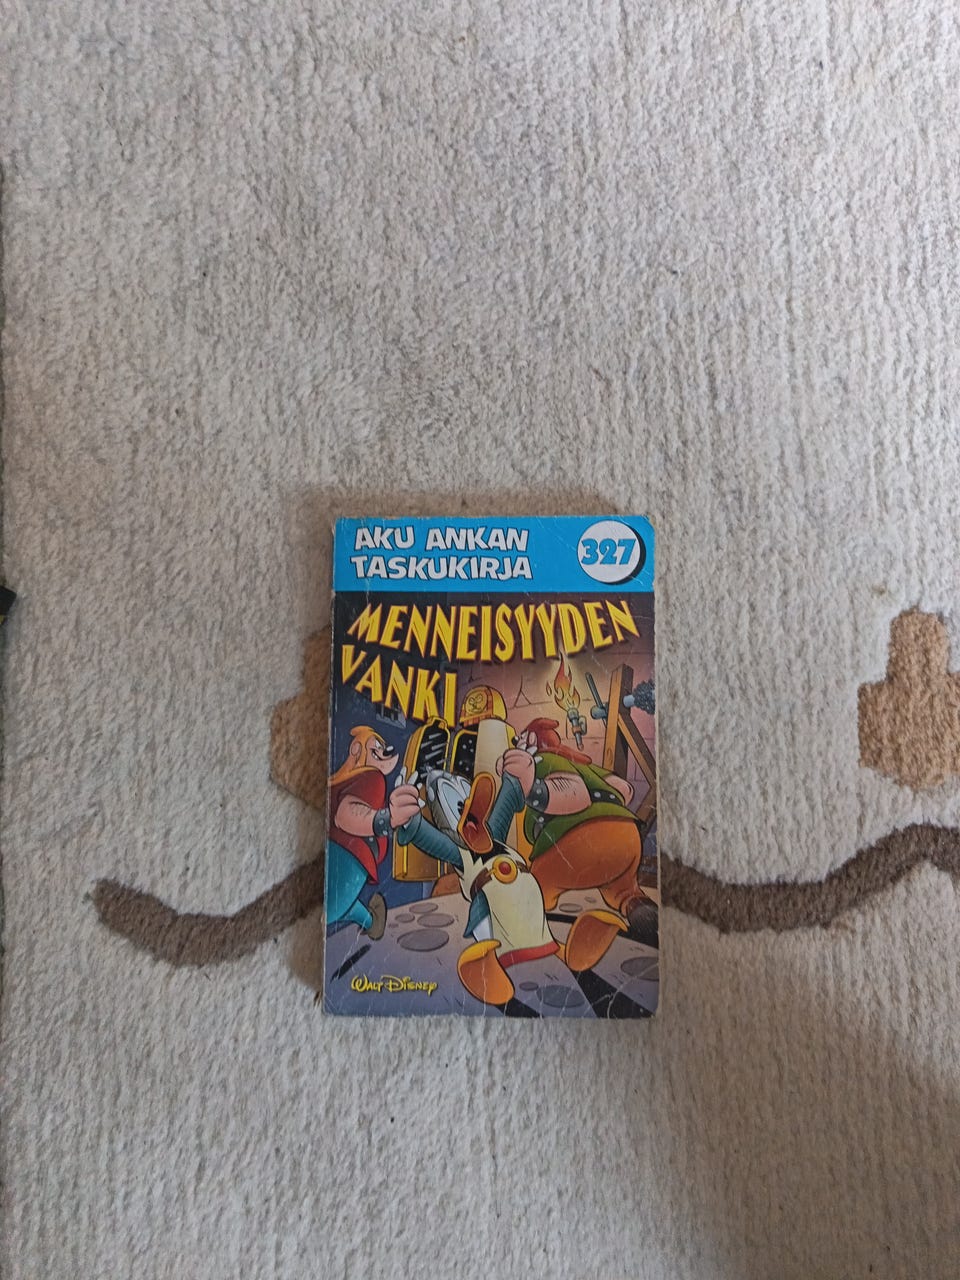 AKU ANKAN
TASKUKIRJA
327
MENNEISYYDEN
VANKI
WALT DISNEY